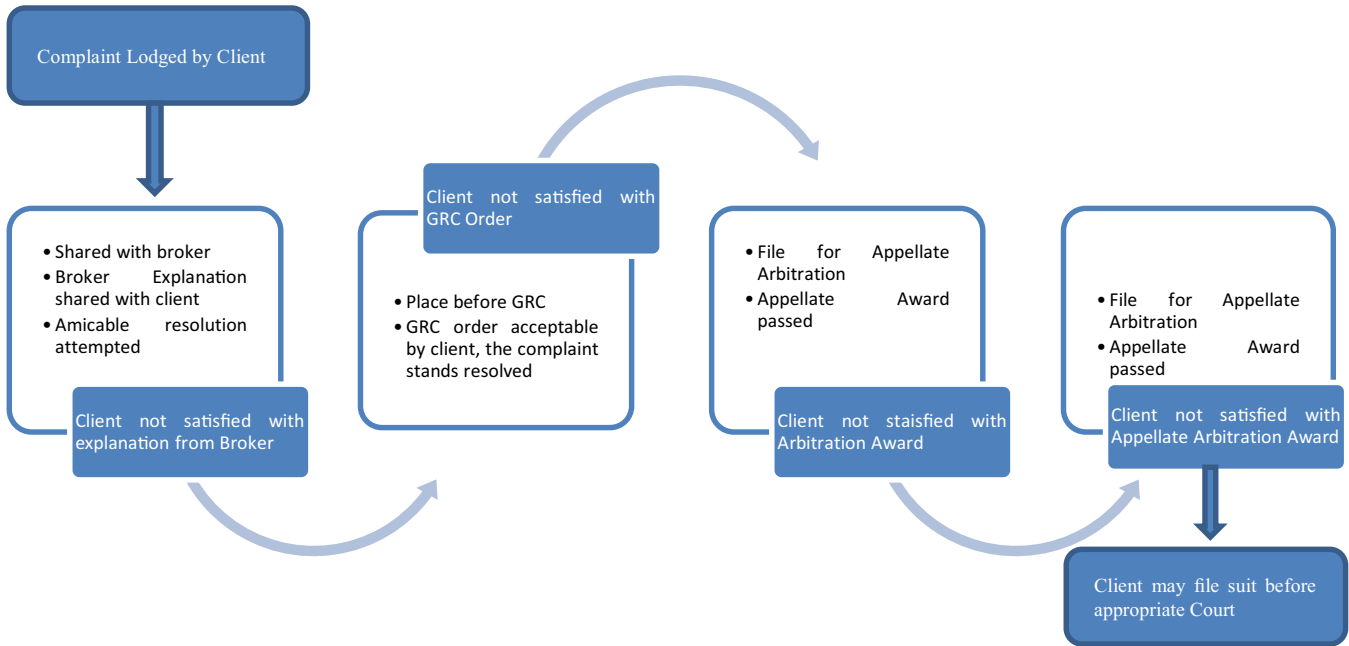 Complaint Lodged by Client
• Shared with broker
• Broker Explanation
shared with client
• Amicable resolution
attempted
Client not satisfied with
explanation from Broker
Client not satisfied with
GRC Order
• Place before GRC
• GRC order acceptable
by client, the complaint
stands resolved
• File for Appellate
Arbitration
• Appellate Award
passed
Client not staisfied with
Arbitration Award
• File for Appellate
Arbitration
• Appellate Award
passed
Client not satisfied with
Appellate Arbitration Award
Client may file suit before
appropriate Court